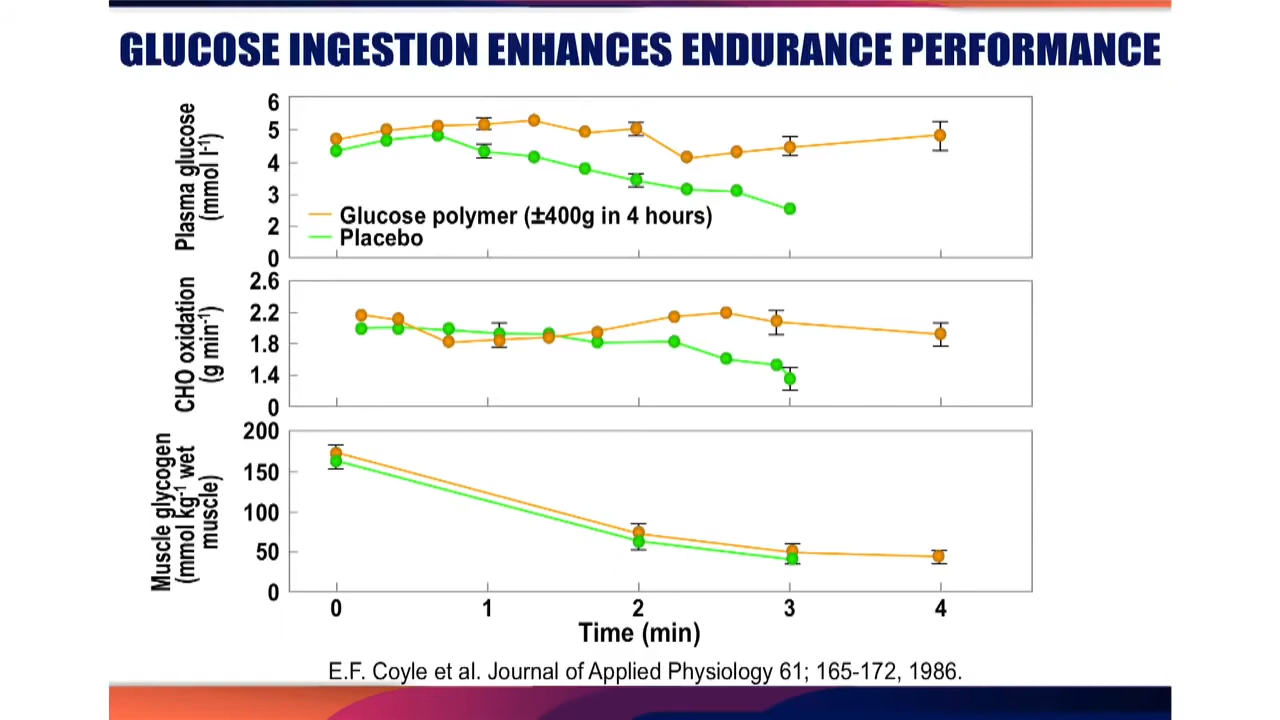 GLUCOSE INGESTION ENHANCES ENDURANCE PERFORMANCE
Plasma glucose
(mmol l-1)
6
5
4
3
2
0
Glucose polymer (±400g in 4 hours)
Placebo
CHO oxidation
(g min-1)
2.6
2.2
1.8
1.4
0
Muscle glycogen
(mmol kg-1 wet
muscle)
200
150
100
50
0
0 1 2 3 4
Time (min)
E.F. Coyle et al. Journal of Applied Physiology 61; 165-172, 1986.